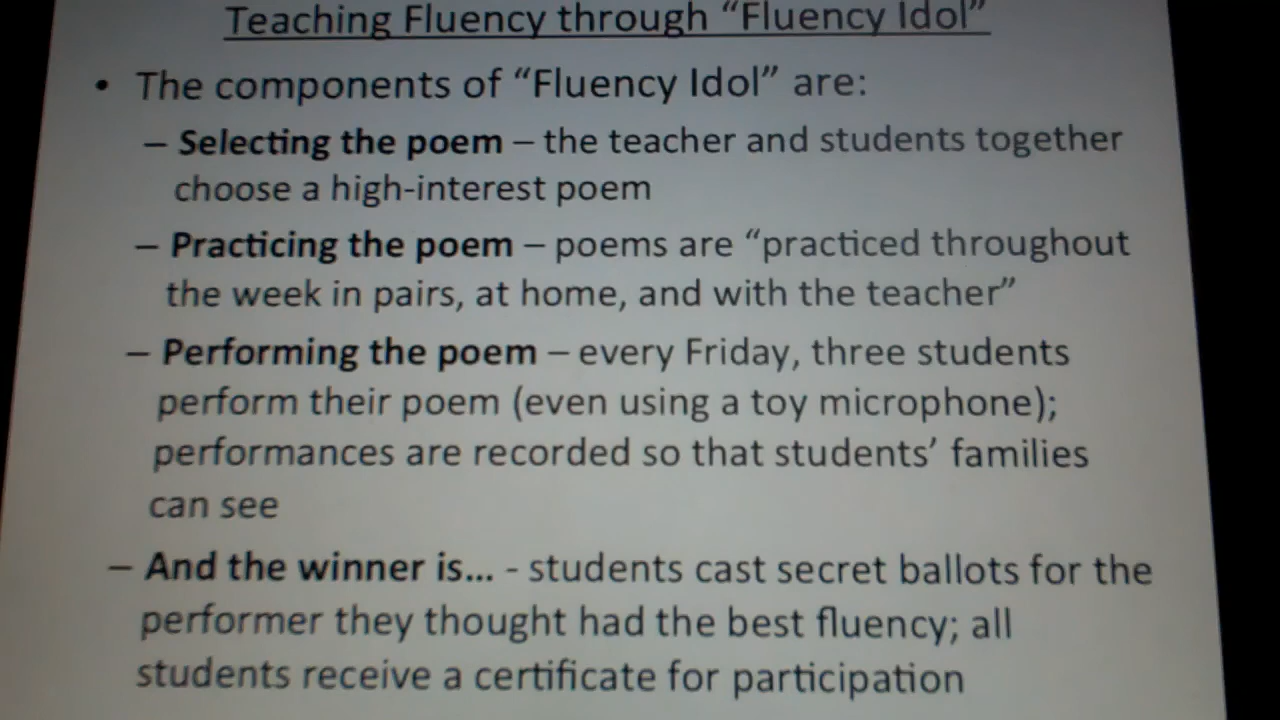 Teaching Fluency through “Fluency Idol”
• The components of “Fluency Idol” are:
– Selecting the poem – the teacher and students together
choose a high-interest poem
– Practicing the poem – poems are “practiced throughout
the week in pairs, at home, and with the teacher”
– Performing the poem – every Friday, three students
perform their poem (even using a toy microphone);
performances are recorded so that students’ families
can see
– And the winner is... - students cast secret ballots for the
performer they thought had the best fluency; all
students receive a certificate for participation